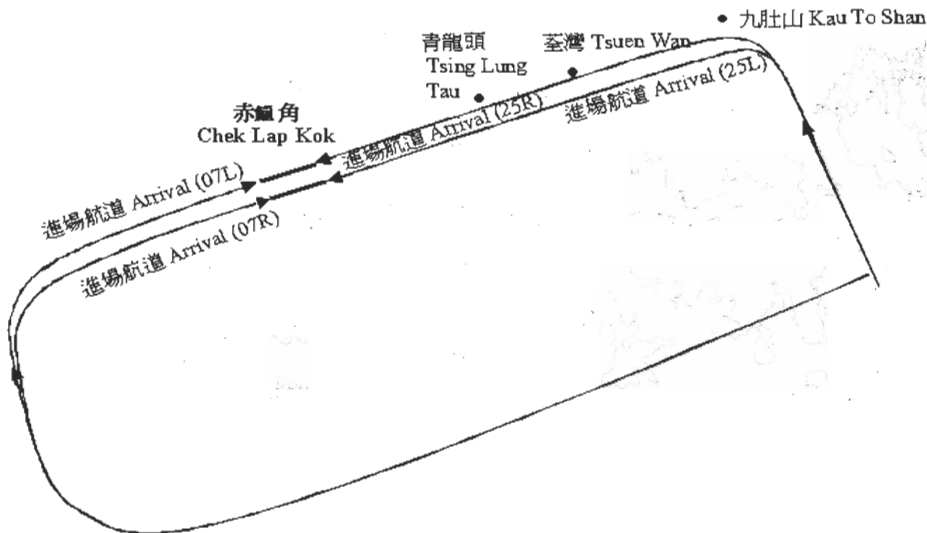 九肚山 Kau To Shan
青龍頭
Tsing Lung
Tau
荃灣 Tsuen Wan
赤鱲角
Chek Lap Kok
進場航道 Arrival (25R)
進場航道 Arrival (25L)
進場航道 Arrival (07L)
進場航道 Arrival (07R)